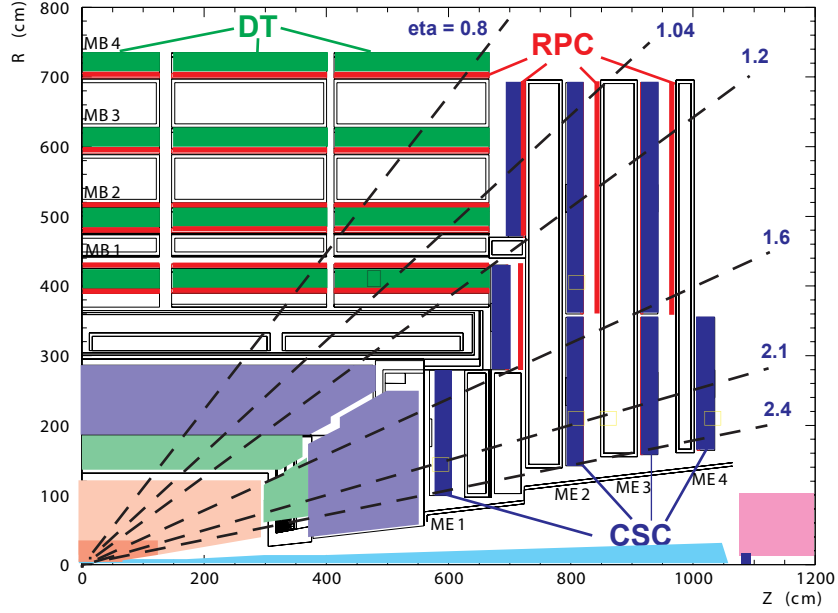 R (cm)
800
700
600
500
400
300
200
100
0
MB 4
MB 3
MB 2
MB 1
DT
eta = 0.8
RPC
1.04
1.2
1.6
2.1
2.4
ME 1
ME 2
ME 3
ME 4
CSC
0
200
400
600
800
1000
1200
Z (cm)